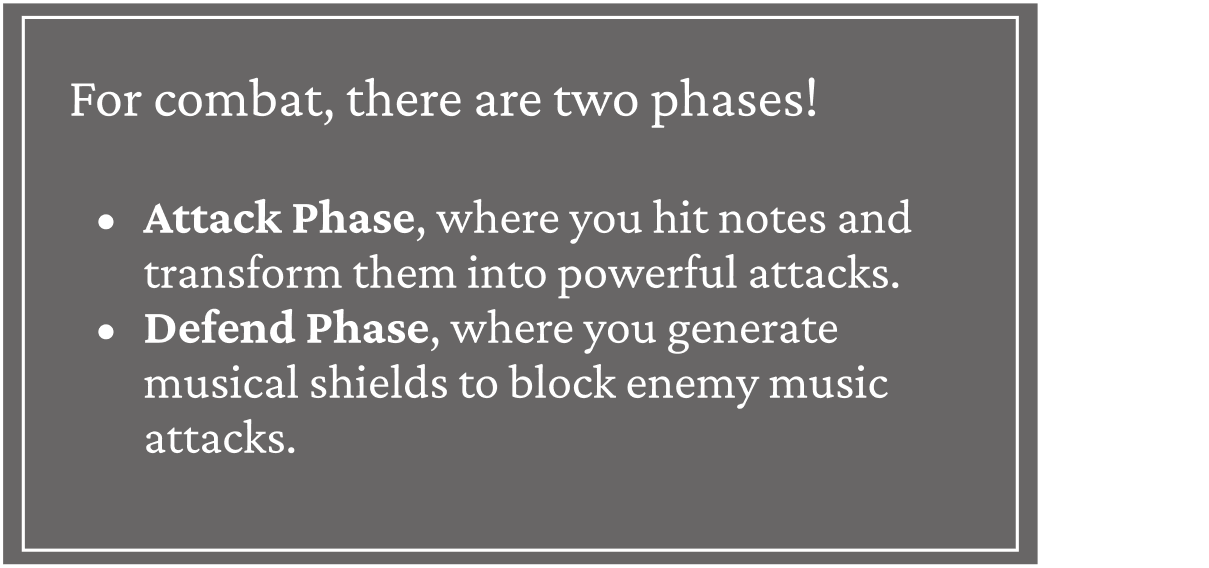 For combat, there are two phases!
• Attack Phase, where you hit notes and
transform them into powerful attacks.
• Defend Phase, where you generate
musical shields to block enemy music
attacks.